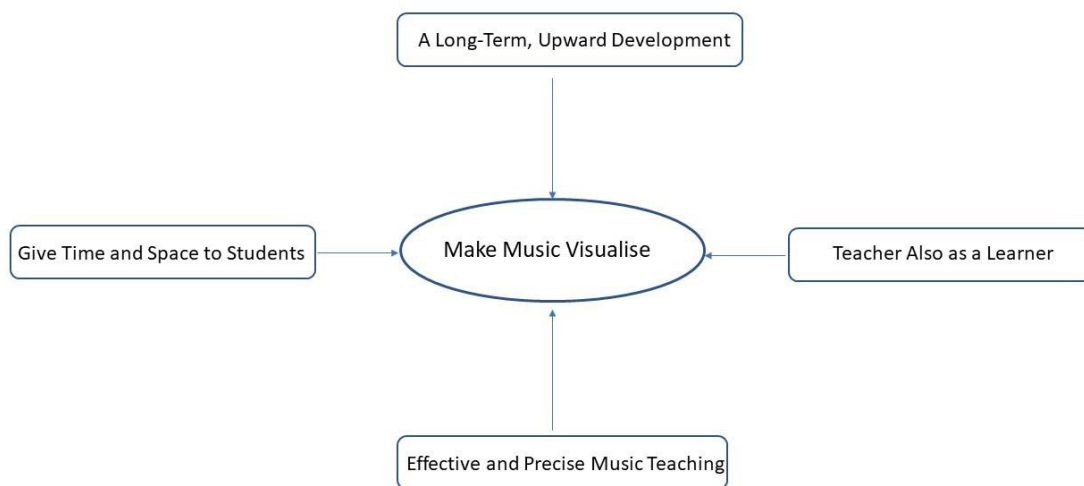 A Long-Term, Upward Development
Give Time and Space to Students
Make Music Visualise
Teacher Also as a Learner
Effective and Precise Music Teaching